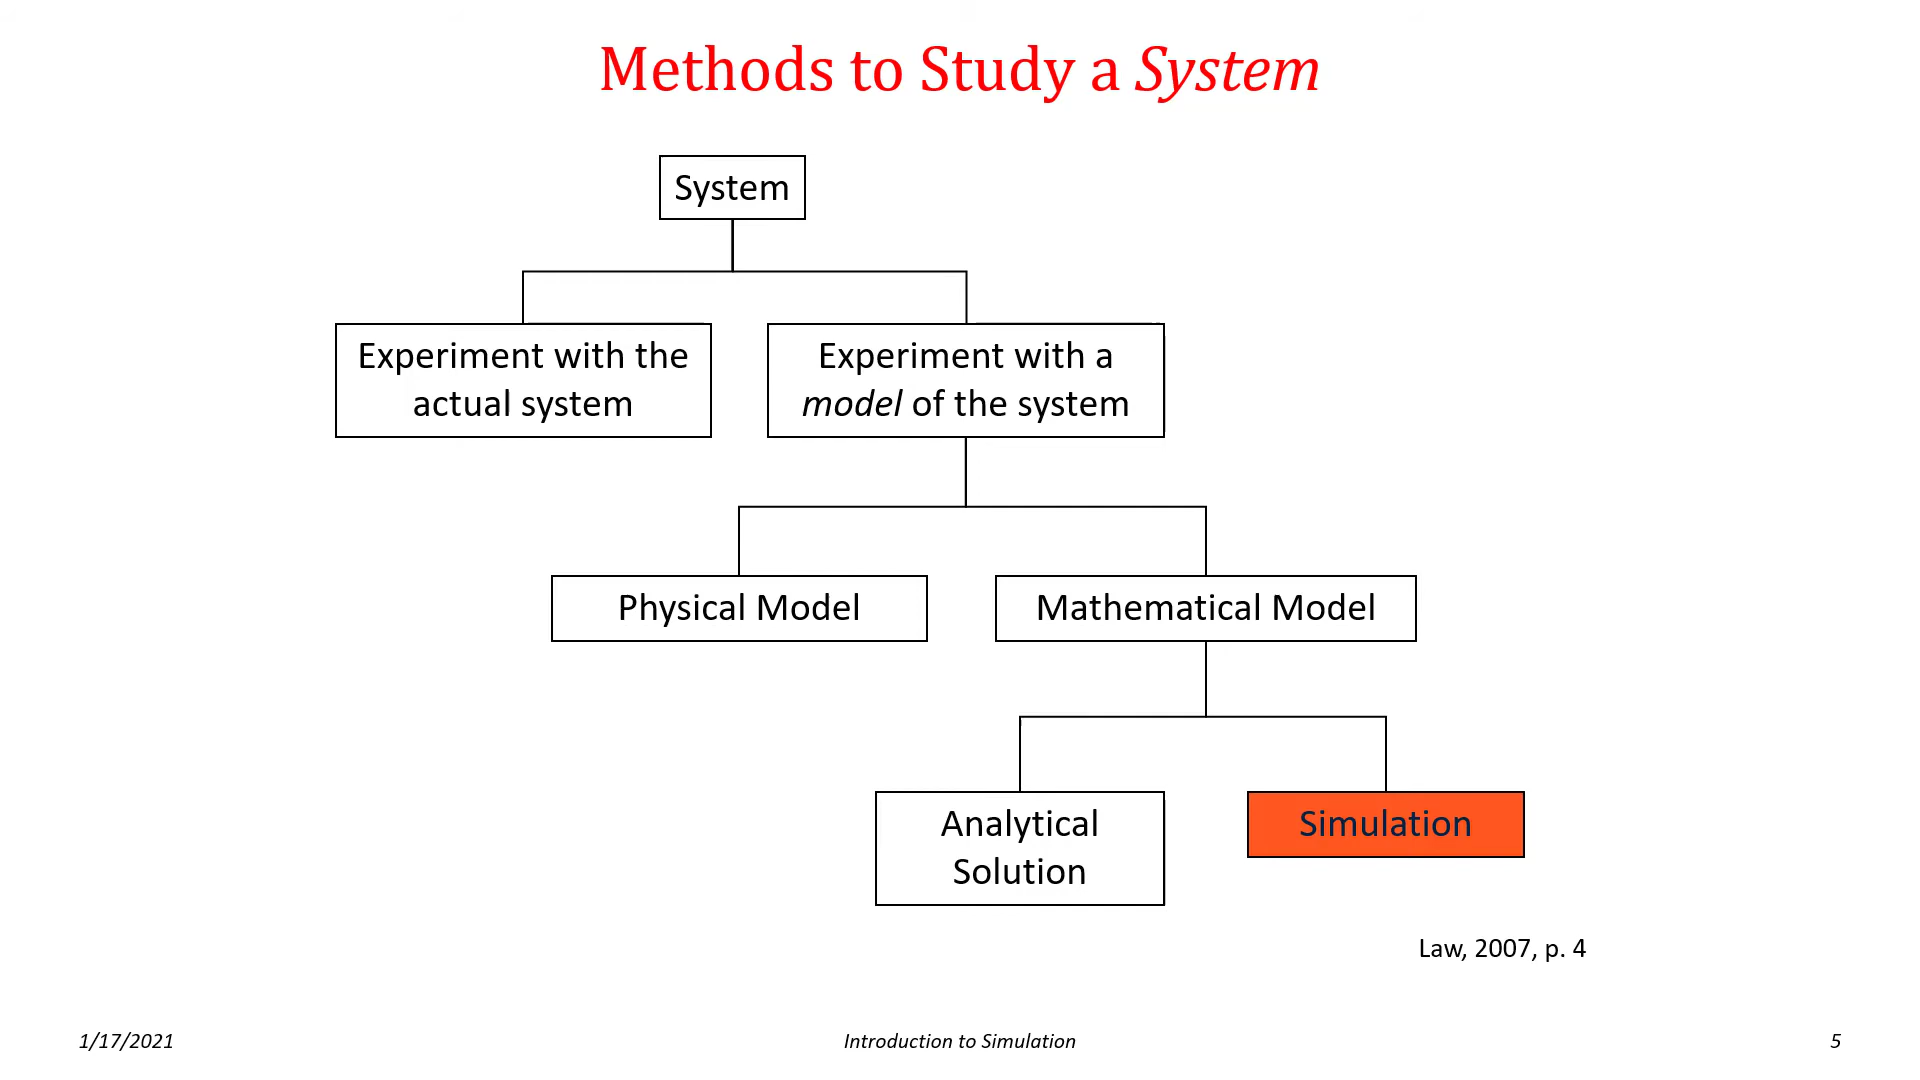 Methods to Study a System
System
Experiment with the
actual system
Experiment with a
model of the system
Physical Model
Mathematical Model
Analytical
Solution
Simulation
Law, 2007, p. 4
1/17/2021
Introduction to Simulation
5